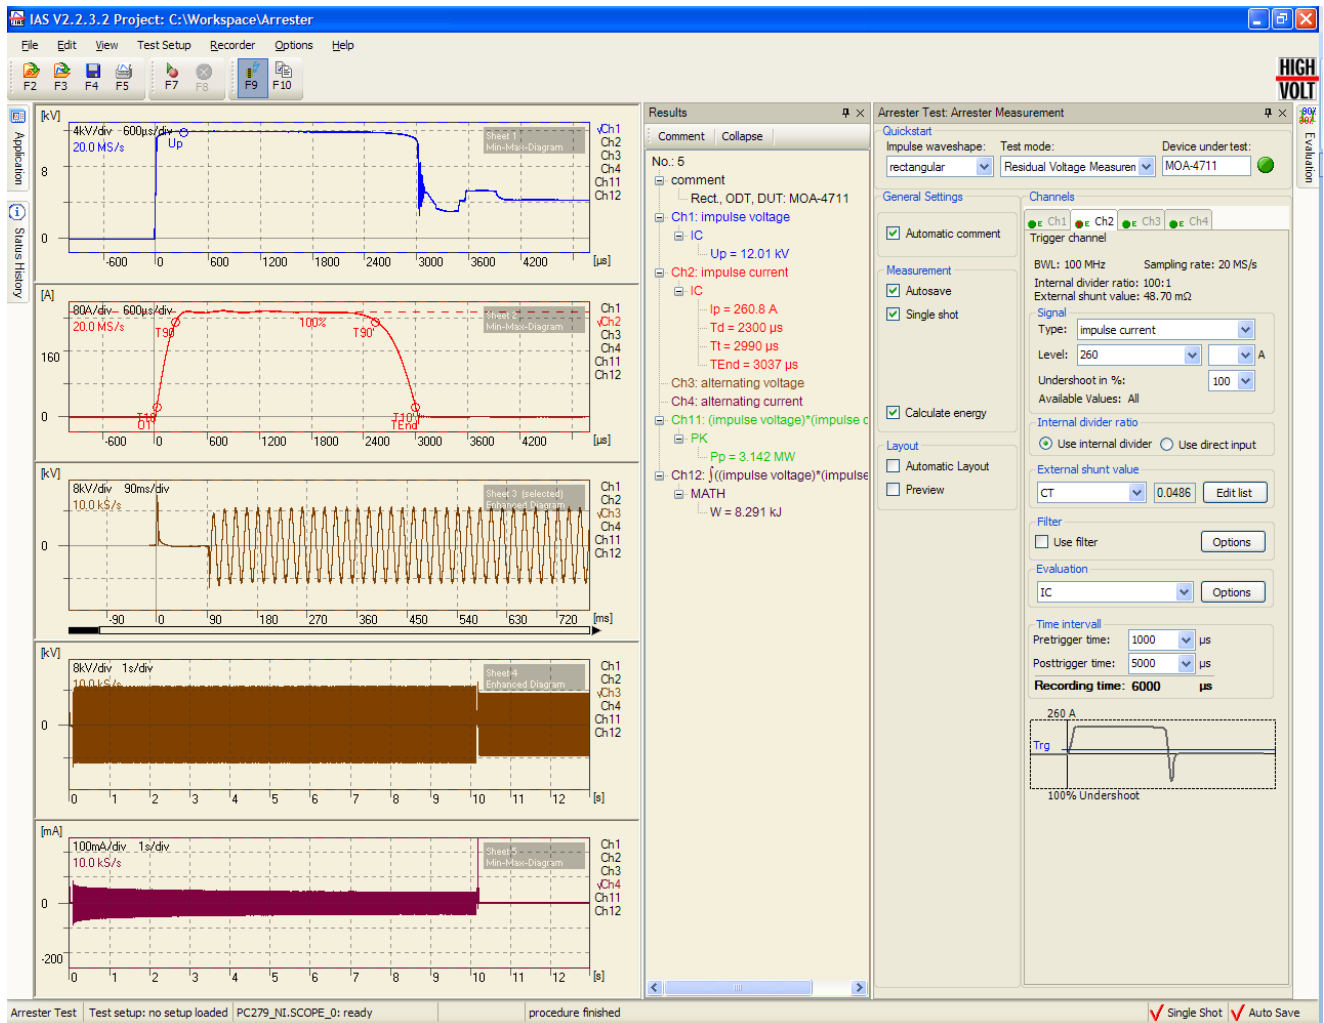 IAS V2.2.3.2 Project: C:\Workspace\Arrester
File Edit View Test Setup Recorder Options Help
F2 F3 F4 F5 F7 F8 F9 F10
HIGH
VOLT
Application
Status History
[kV]
4kV/div 600µs/div
20.0 MS/s
Up
Sheet 1
Min-Max-Diagram
√Ch1
Ch2
Ch3
Ch4
Ch11
Ch12
8
0
-600 0 600 1200 1800 2400 3000 3600 4200 [µs]
[A]
80A/div 600µs/div
20.0 MS/s
T90 100% T90'
Sheet 2
Min-Max-Diagram
Ch1
√Ch2
Ch3
Ch4
Ch11
Ch12
160
0
T10 T10'
O1 TEnd
-600 0 600 1200 1800 2400 3000 3600 4200 [µs]
[kV]
8kV/div 90ms/div
10.0 kS/s
Sheet 3 (selected)
Enhanced Diagram
Ch1
Ch2
√Ch3
Ch4
Ch11
Ch12
0
-90 0 90 180 270 360 450 540 630 720 [ms]
[kV]
8kV/div 1s/div
10.0 kS/s
Sheet 4
Enhanced Diagram
Ch1
Ch2
√Ch3
Ch4
Ch11
Ch12
0
0 1 2 3 4 5 6 7 8 9 10 11 12 [s]
[mA]
100mA/div 1s/div
10.0 kS/s
Sheet 5
Min-Max-Diagram
Ch1
Ch2
Ch3
√Ch4
Ch11
Ch12
0
-200
0 1 2 3 4 5 6 7 8 9 10 11 12 [s]
Results
Comment Collapse
No.: 5
comment
Rect., ODT, DUT: MOA-4711
Ch1: impulse voltage
IC
Up = 12.01 kV
Ch2: impulse current
IC
Ip = 260.8 A
Td = 2300 µs
Tt = 2990 µs
TEnd = 3037 µs
Ch3: alternating voltage
Ch4: alternating current
Ch11: (impulse voltage)*(impulse c
PK
Pp = 3.142 MW
Ch12: ∫((impulse voltage)*(impulse
MATH
W = 8.291 kJ
Arrester Test: Arrester Measurement
Quickstart
Impulse waveshape: Test mode: Device under test:
rectangular Residual Voltage Measuren MOA-4711
General Settings
Automatic comment
Measurement
Autosave
Single shot
Calculate energy
Layout
Automatic Layout
Preview
Channels
E Ch1 E Ch2 E Ch3 E Ch4
Trigger channel
BWL: 100 MHz Sampling rate: 20 MS/s
Internal divider ratio: 100:1
External shunt value: 48.70 mΩ
Signal
Type: impulse current
Level: 260 A
Undershoot in %: 100
Available Values: All
Internal divider ratio
Use internal divider Use direct input
External shunt value
CT 0.0486 Edit list
Filter
Use filter Options
Evaluation
IC Options
Time intervall
Pretrigger time: 1000 µs
Posttrigger time: 5000 µs
Recording time: 6000 µs
260 A
Trg
100% Undershoot
Evaluation
Arrester Test Test setup: no setup loaded PC279_NI.SCOPE_0: ready procedure finished Single Shot Auto Save